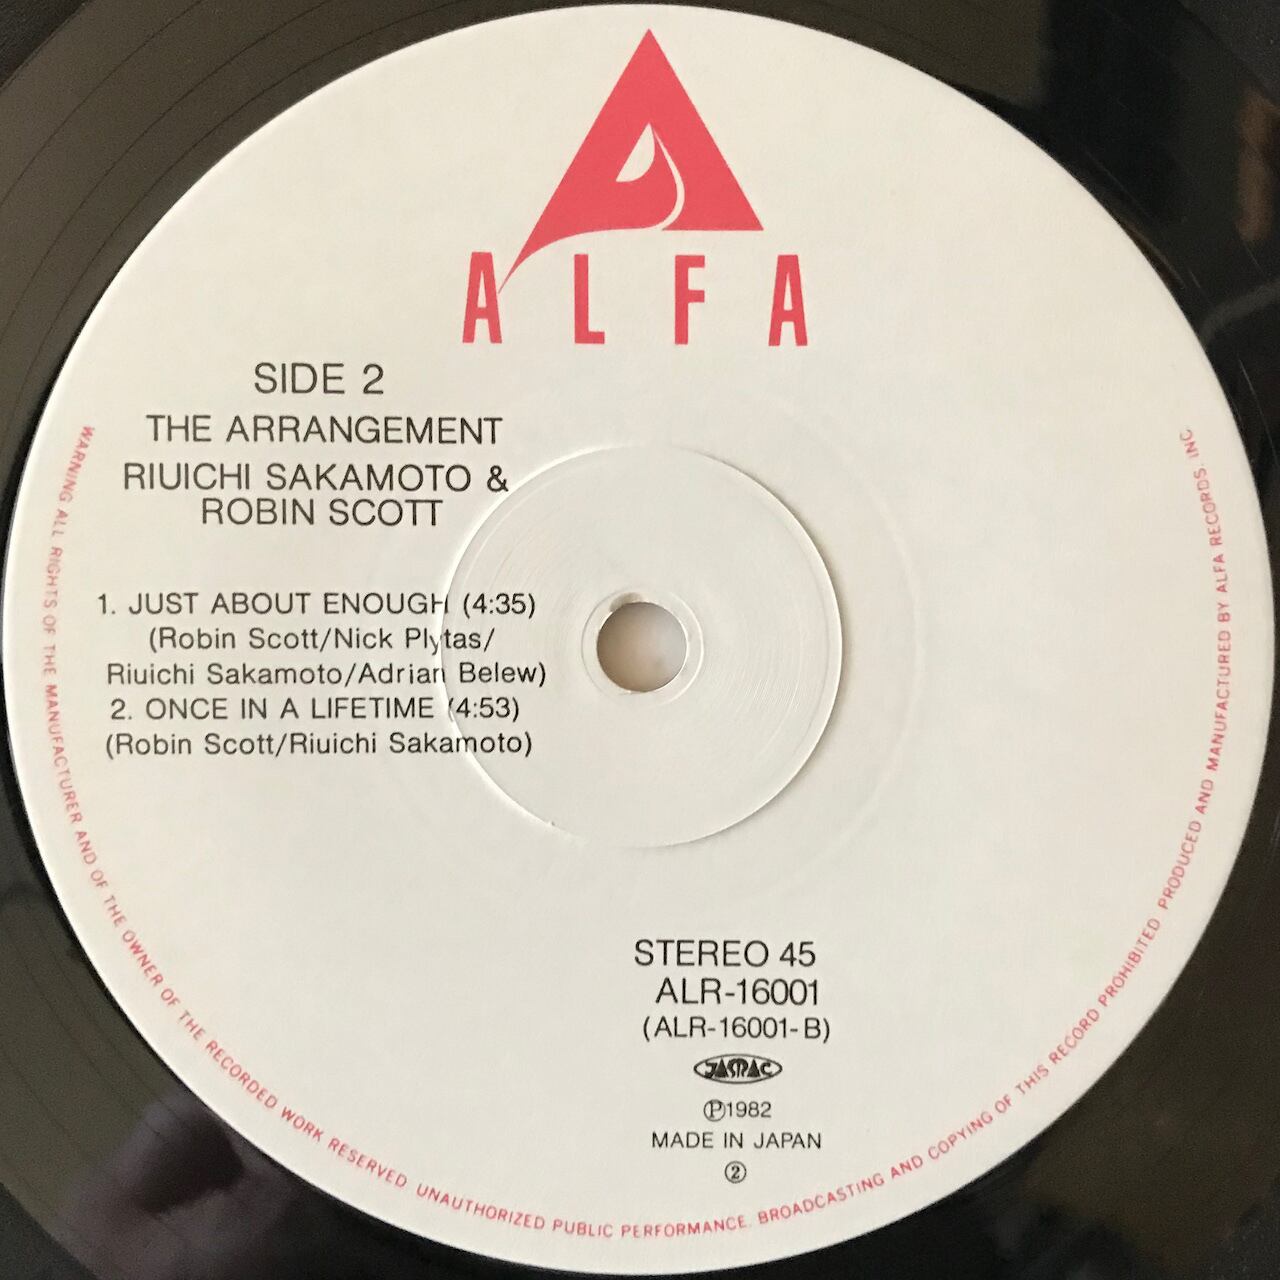 ALFA
SIDE 2
THE ARRANGEMENT
RIUICHI SAKAMOTO &
ROBIN SCOTT
1. JUST ABOUT ENOUGH (4:35)
(Robin Scott/Nick Plytas/
Riuichi Sakamoto/Adrian Belew)
2. ONCE IN A LIFETIME (4:53)
(Robin Scott/Riuichi Sakamoto)
STEREO 45
ALR-16001
(ALR-16001-B)
JASRAC
Ⓟ1982
MADE IN JAPAN
②
WARNING ALL RIGHTS OF THE MANUFACTURER AND OF THE OWNER OF THE RECORDED WORK RESERVED UNAUTHORIZED PUBLIC PERFORMANCE. BROADCASTING AND COPYING OF THIS RECORD PROHIBITED PRODUCED AND MANUFACTURED BY ALFA RECORDS. INC.